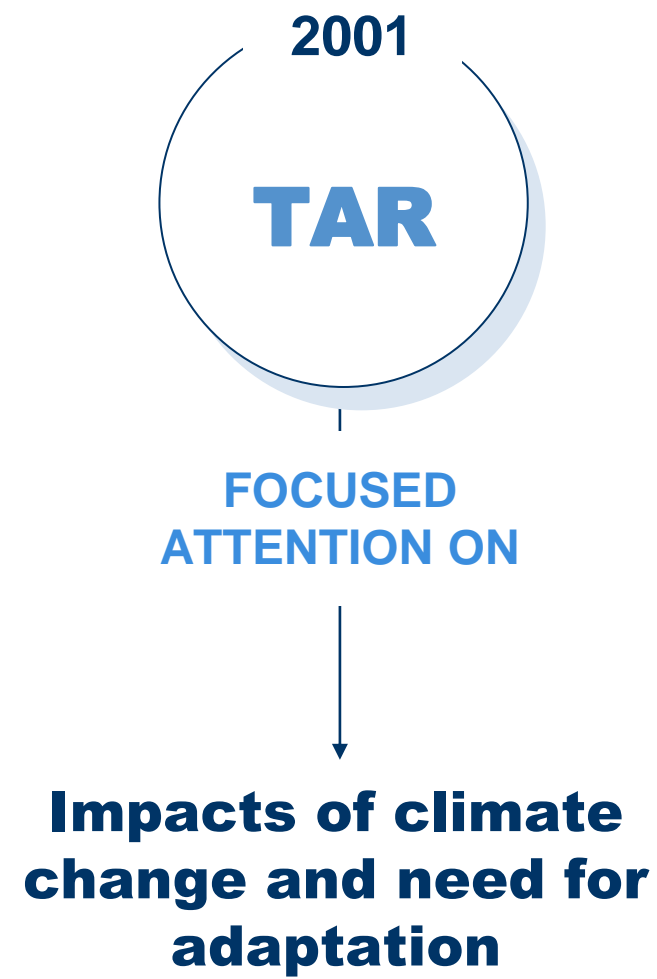 2001
TAR
FOCUSED
ATTENTION ON
Impacts of climate
change and need for
adaptation